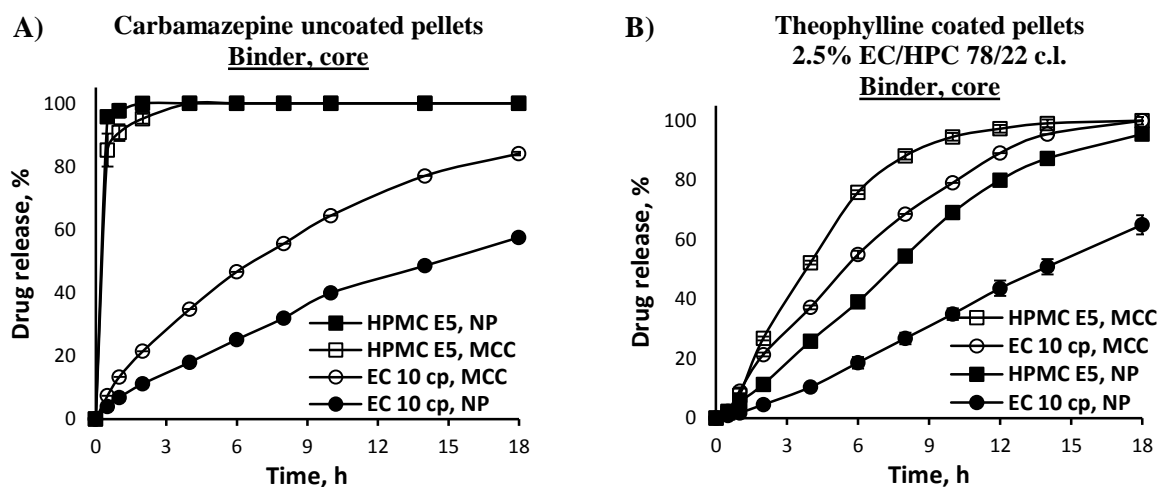 A)
Carbamazepine uncoated pellets
Binder, core
Drug release, %
100
80
60
40
20
0
HPMC E5, NP
HPMC E5, MCC
EC 10 cp, MCC
EC 10 cp, NP
0 3 6 9 12 15 18
Time, h
B)
Theophylline coated pellets
2.5% EC/HPC 78/22 c.l.
Binder, core
Drug release, %
100
80
60
40
20
0
HPMC E5, MCC
EC 10 cp, MCC
HPMC E5, NP
EC 10 cp, NP
0 3 6 9 12 15 18
Time, h